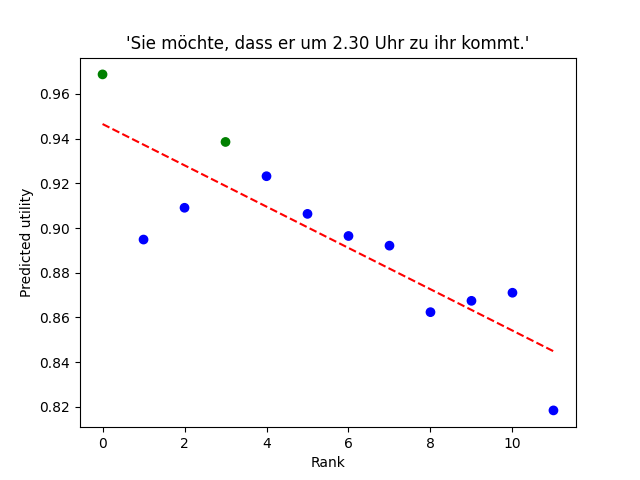 'Sie möchte, dass er um 2.30 Uhr zu ihr kommt.'
Predicted utility
0.96
0.94
0.92
0.90
0.88
0.86
0.84
0.82
0 2 4 6 8 10
Rank